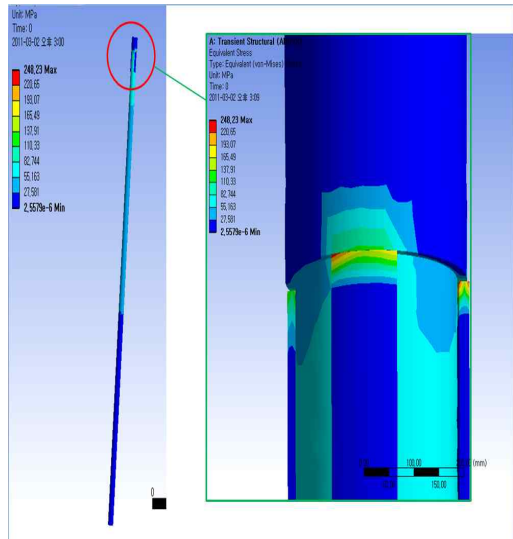 Unit: MPa
Time: 0
2011-03-02 오후 3:00
248,23 Max
220,65
193,07
165,49
137,91
110,33
82,744
55,163
27,581
2,5579e-6 Min
0
A: Transient Structural
Equivalent Stress
Type: Equivalent (von-Mises)
Unit: MPa
Time: 0
2011-03-02 오후 3:09
248,23 Max
220,65
193,07
165,49
137,91
110,33
82,744
55,163
27,581
2,5579e-6 Min
100,00
(mm)
150,00